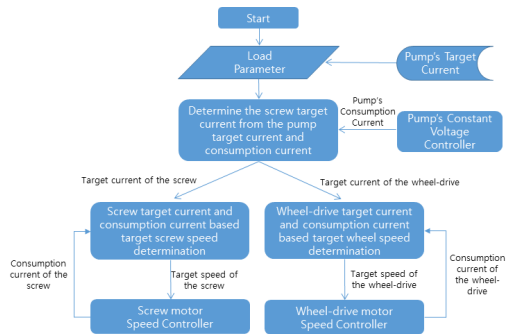 Start
Load
Parameter
Pump's Target
Current
Pump's
Consumption
Current
Determine the screw target
current from the pump
target current and
consumption current
Pump's Constant
Voltage
Controller
Target current of the screw
Target current of the wheel-drive
Screw target current and
consumption current based
target screw speed
determination
Wheel-drive target current
and consumption current
based target wheel speed
determination
Consumption
current of the
screw
Target speed of
the screw
Target speed of
the wheel-drive
Consumption
current of
the wheel-
drive
Screw motor
Speed Controller
Wheel-drive motor
Speed Controller